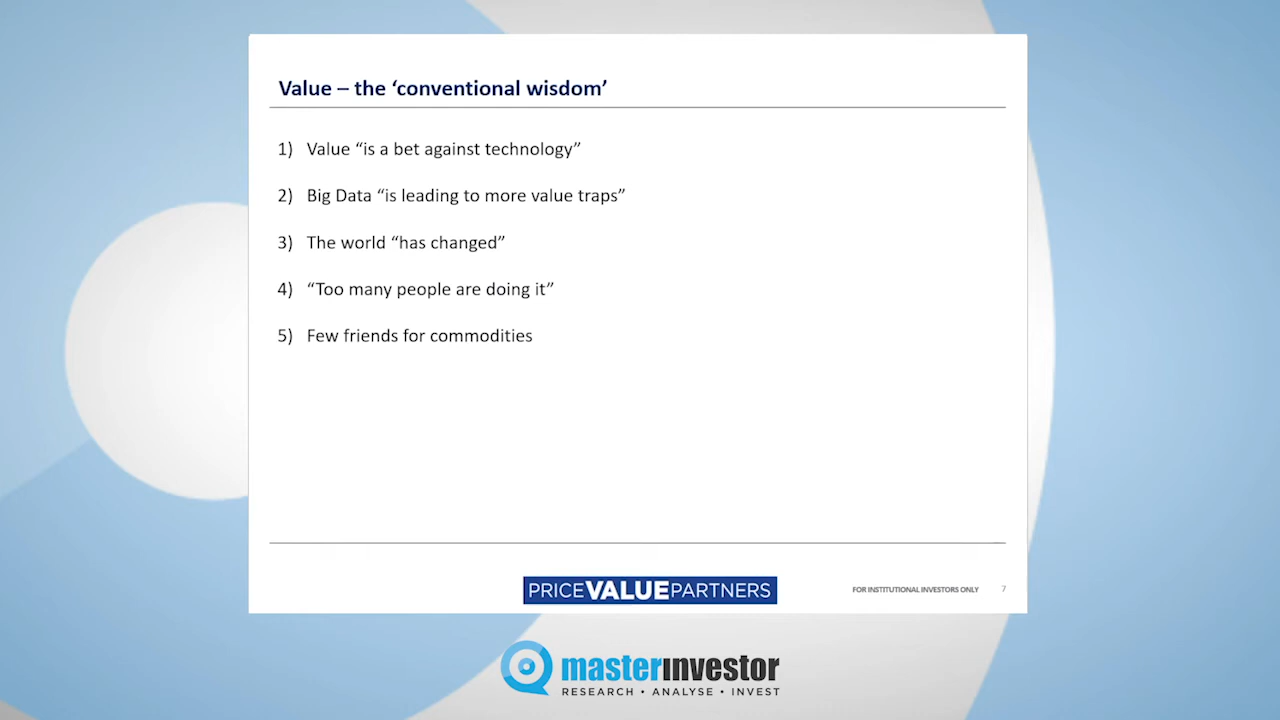 Value – the ‘conventional wisdom’
1) Value “is a bet against technology”
2) Big Data “is leading to more value traps”
3) The world “has changed”
4) “Too many people are doing it”
5) Few friends for commodities
PRICEVALUEPARTNERS
FOR INSTITUTIONAL INVESTORS ONLY 7
masterinvestor
RESEARCH • ANALYSE • INVEST